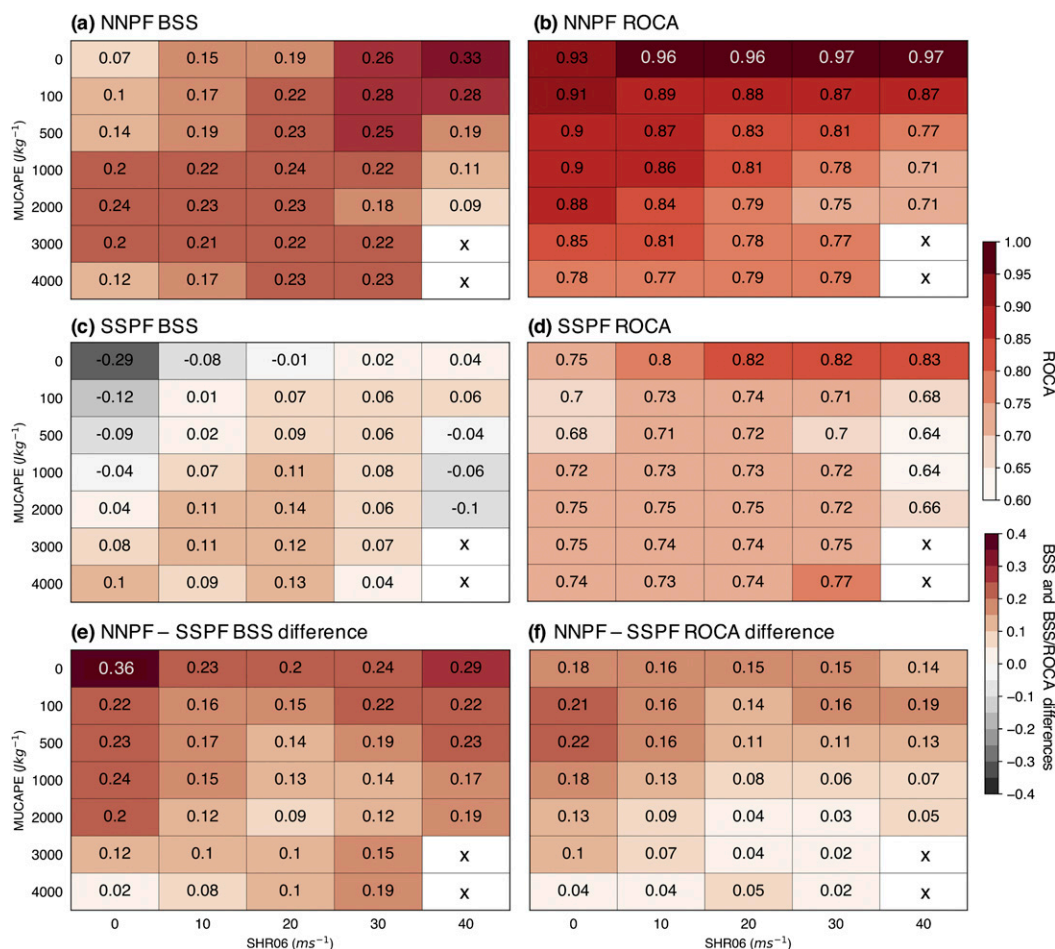 (a) NNPF BSS
(b) NNPF ROCA
0 0.07 0.15 0.19 0.26 0.33
0.93 0.96 0.96 0.97 0.97
100 0.1 0.17 0.22 0.28 0.28
0.91 0.89 0.88 0.87 0.87
500 0.14 0.19 0.23 0.25 0.19
0.9 0.87 0.83 0.81 0.77
1000 0.2 0.22 0.24 0.22 0.11
0.9 0.86 0.81 0.78 0.71
2000 0.24 0.23 0.23 0.18 0.09
0.88 0.84 0.79 0.75 0.71
3000 0.2 0.21 0.22 0.22 x
0.85 0.81 0.78 0.77 x
4000 0.12 0.17 0.23 0.23 x
0.78 0.77 0.79 0.79 x
MUCAPE (Jkg⁻¹)
(c) SSPF BSS
(d) SSPF ROCA
0 -0.29 -0.08 -0.01 0.02 0.04
0.75 0.8 0.82 0.82 0.83
100 -0.12 0.01 0.07 0.06 0.06
0.7 0.73 0.74 0.71 0.68
500 -0.09 0.02 0.09 0.06 -0.04
0.68 0.71 0.72 0.7 0.64
1000 -0.04 0.07 0.11 0.08 -0.06
0.72 0.73 0.73 0.72 0.64
2000 0.04 0.11 0.14 0.06 -0.1
0.75 0.75 0.75 0.72 0.66
3000 0.08 0.11 0.12 0.07 x
0.75 0.74 0.74 0.75 x
4000 0.1 0.09 0.13 0.04 x
0.74 0.73 0.74 0.77 x
MUCAPE (Jkg⁻¹)
(e) NNPF – SSPF BSS difference
(f) NNPF – SSPF ROCA difference
0 0.36 0.23 0.2 0.24 0.29
0.18 0.16 0.15 0.15 0.14
100 0.22 0.16 0.15 0.22 0.22
0.21 0.16 0.14 0.16 0.19
500 0.23 0.17 0.14 0.19 0.23
0.22 0.16 0.11 0.11 0.13
1000 0.24 0.15 0.13 0.14 0.17
0.18 0.13 0.08 0.06 0.07
2000 0.2 0.12 0.09 0.12 0.19
0.13 0.09 0.04 0.03 0.05
3000 0.12 0.1 0.1 0.15 x
0.1 0.07 0.04 0.02 x
4000 0.02 0.08 0.1 0.19 x
0.04 0.04 0.05 0.02 x
MUCAPE (Jkg⁻¹)
0 10 20 30 40
0 10 20 30 40
SHR06 (ms⁻¹)
SHR06 (ms⁻¹)
1.00
0.95
0.90
0.85
0.80
0.75
0.70
0.65
0.60
ROCA
0.4
0.3
0.2
0.1
0.0
−0.1
−0.2
−0.3
−0.4
BSS and BSS/ROCA differences